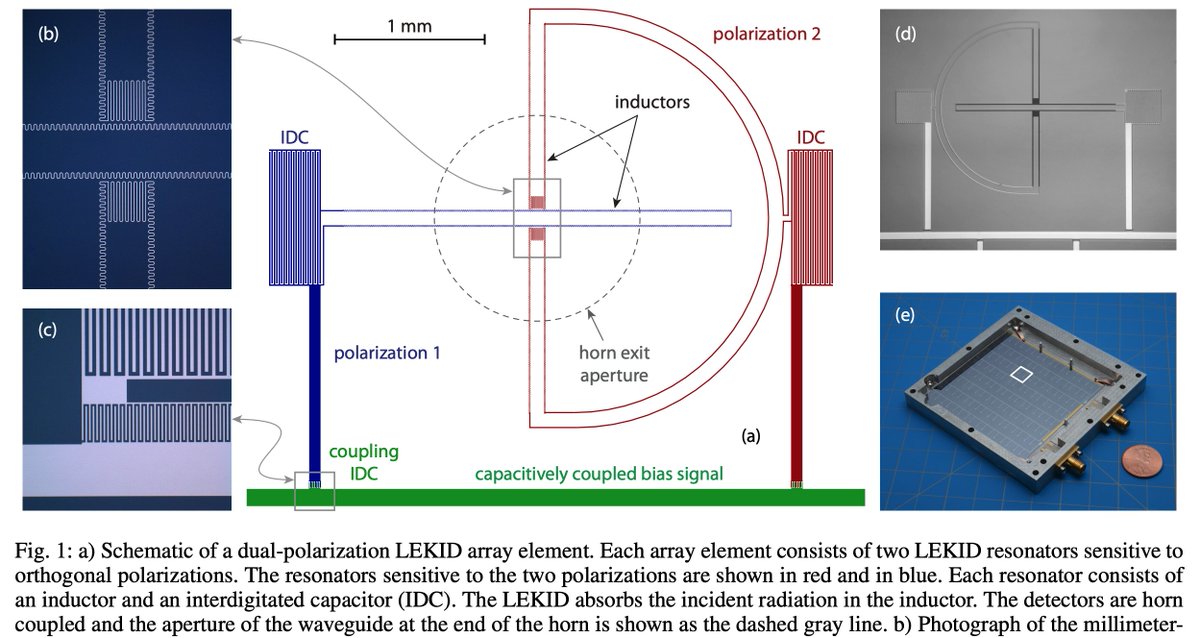 (b)
1 mm
polarization 2
(d)
inductors
IDC
IDC
(c)
polarization 1
horn exit
aperture
(e)
(a)
coupling
IDC
capacitively coupled bias signal
Fig. 1: a) Schematic of a dual-polarization LEKID array element. Each array element consists of two LEKID resonators sensitive to
orthogonal polarizations. The resonators sensitive to the two polarizations are shown in red and in blue. Each resonator consists of
an inductor and an interdigitated capacitor (IDC). The LEKID absorbs the incident radiation in the inductor. The detectors are horn
coupled and the aperture of the waveguide at the end of the horn is shown as the dashed gray line. b) Photograph of the millimeter-